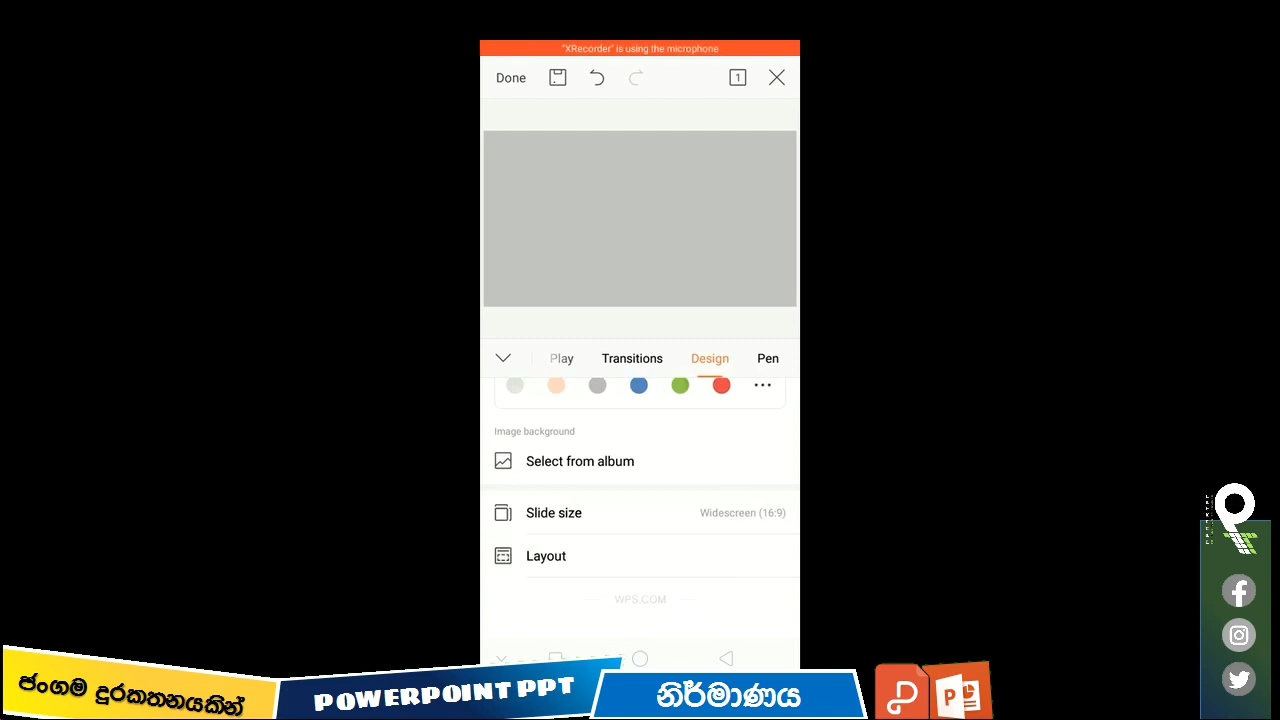 "XRecorder" is using the microphone
Done
1
Play Transitions Design Pen
Image background
Select from album
Slide size Widescreen (16:9)
Layout
WPS.COM
ජංගම දුරකතනයකින්
POWERPOINT PPT
නිර්මාණය